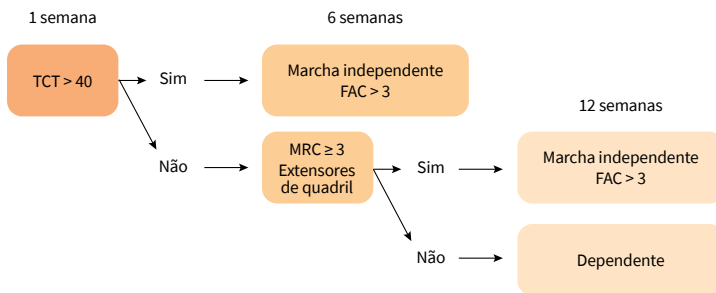 1 semana
6 semanas
TCT > 40
Sim
Marcha independente
FAC > 3
12 semanas
Não
MRC ≥ 3
Extensores
de quadril
Sim
Marcha independente
FAC > 3
Não
Dependente